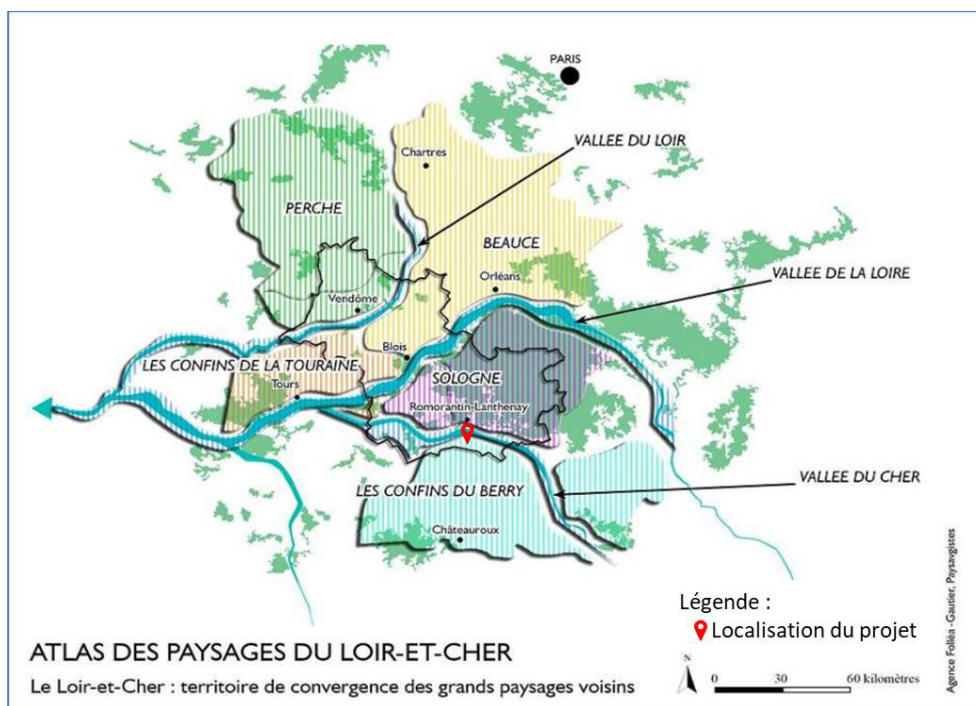 PARIS
VALLEE DU LOIR
Chartres
PERCHE
BEAUCE
VALLEE DE LA LOIRE
Orléans
Vendôme
Blois
LES CONFINS DE LA TOURAÎNE
SOLOGNE
Tours
Romorantin-Lanthenay
VALLEE DU CHER
LES CONFINS DU BERRY
Châteauroux
Légende :
Localisation du projet
ATLAS DES PAYSAGES DU LOIR-ET-CHER
Le Loir-et-Cher : territoire de convergence des grands paysages voisins
N
0 30 60 kilomètres
Agence Folléa - Gautier, Paysagistes